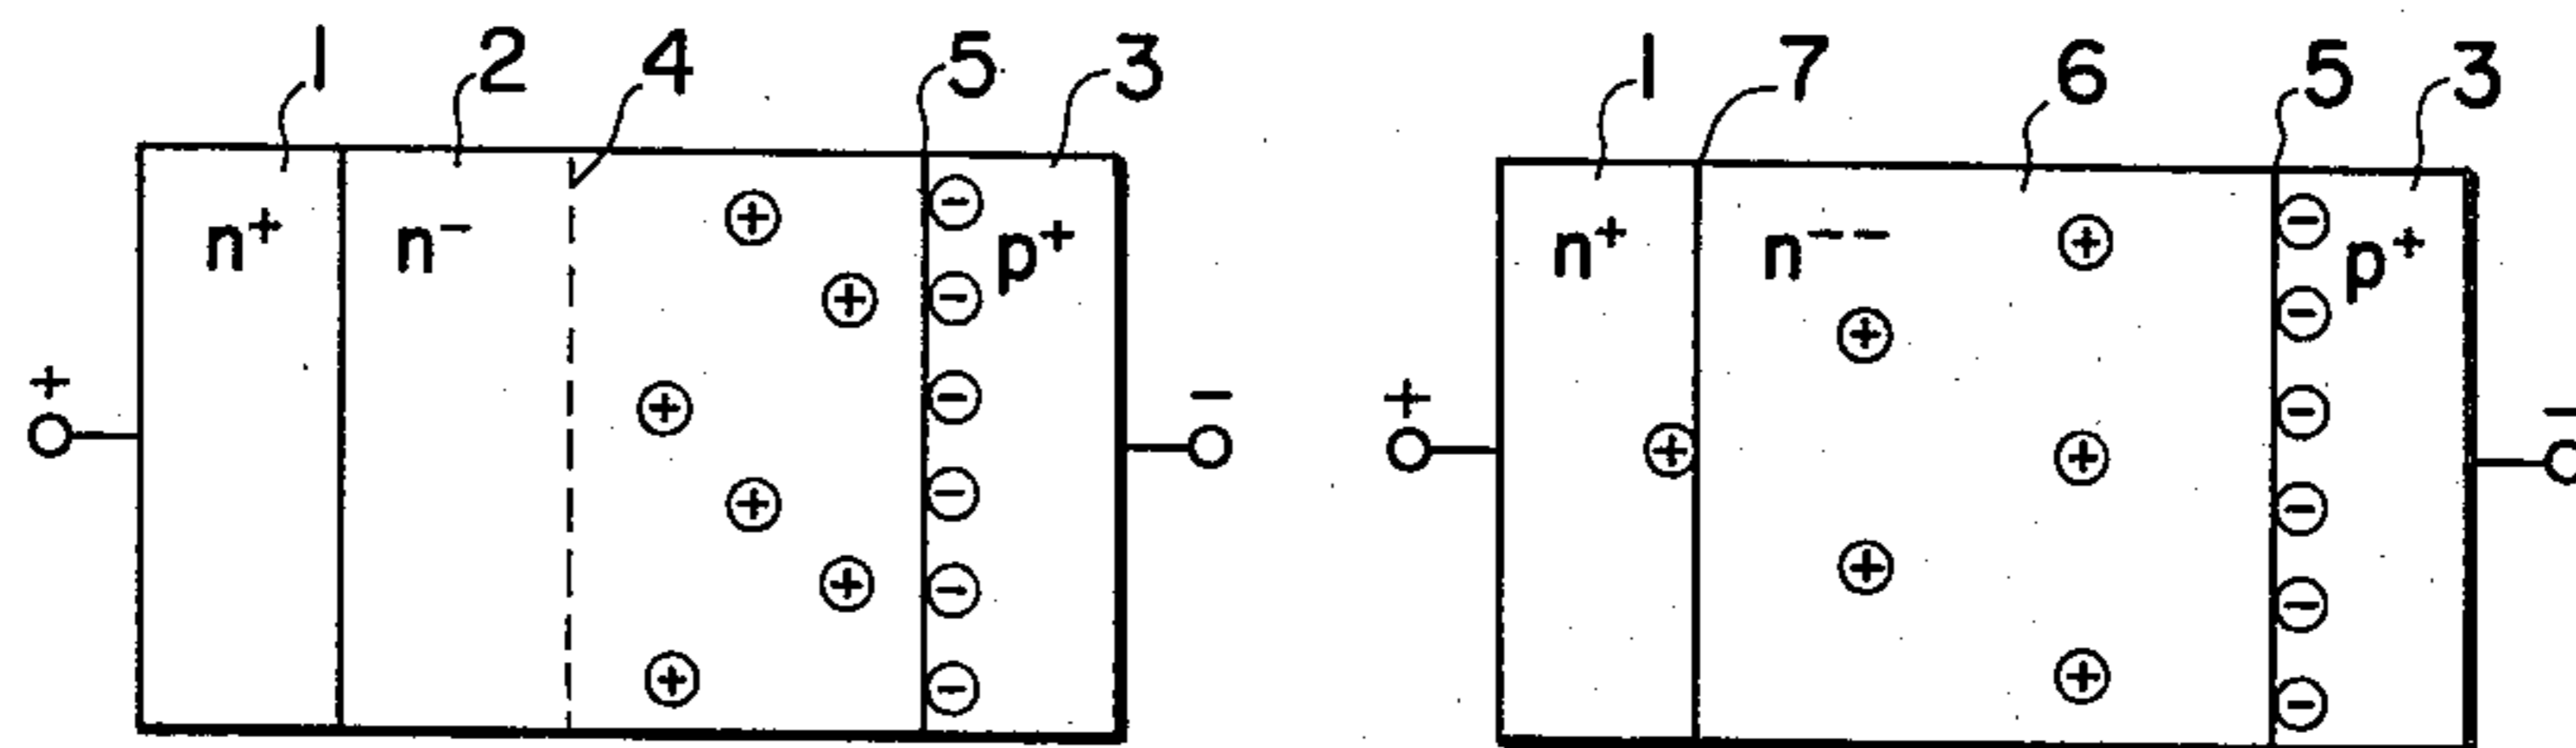 1 2 4 5 3 1 7 6 5 3
n+ n- p+ n+ n-- p+
+ - + -